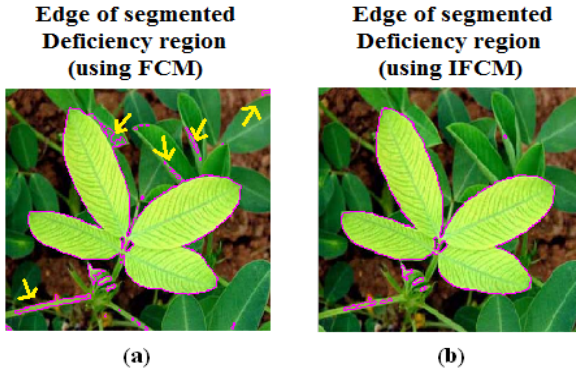 Edge of segmented
Deficiency region
(using FCM)
Edge of segmented
Deficiency region
(using IFCM)
(a)
(b)